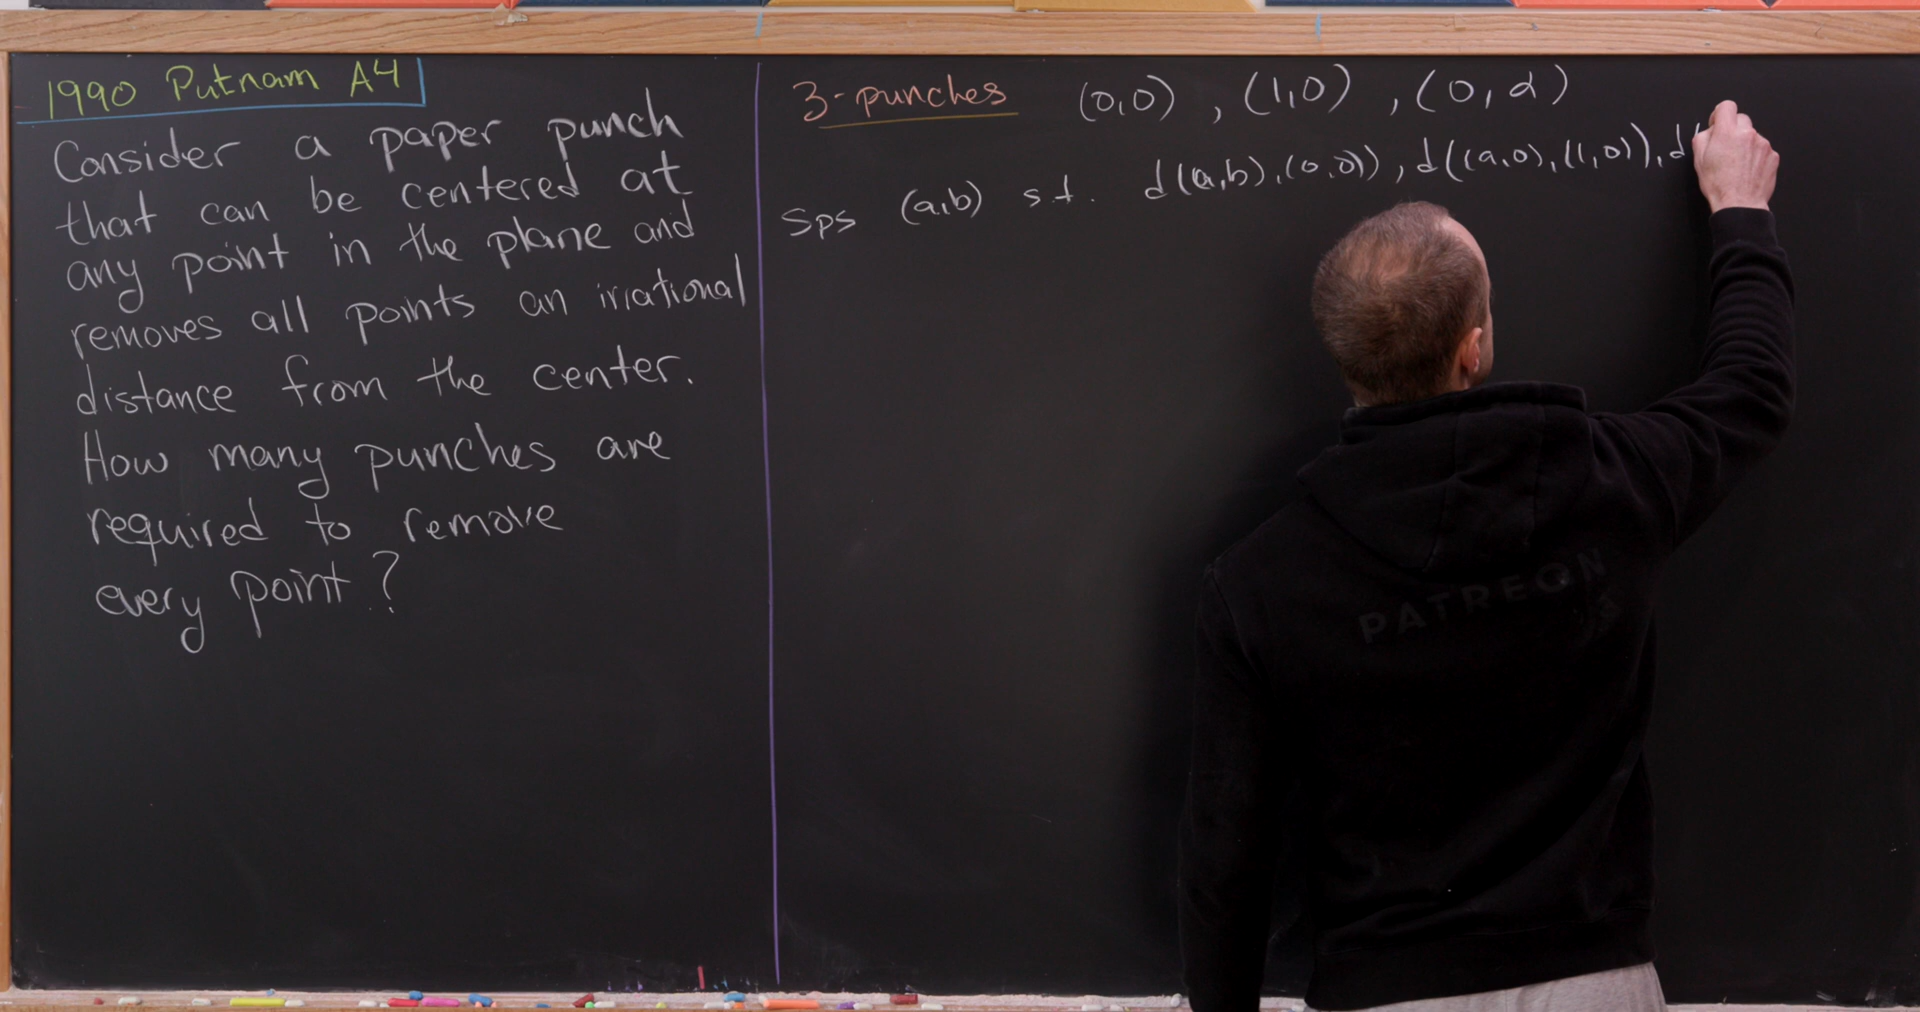 1990 Putnam A4
Consider a paper punch
that can be centered at
any point in the plane and
removes all points an irrational
distance from the center.
How many punches are
required to remove
every point?
3-punches (0,0), (1,0), (0,α)
Sps (a,b) s.t. d(a,b),(0,0)), d((a,0),(1,0)), d(
PATREON